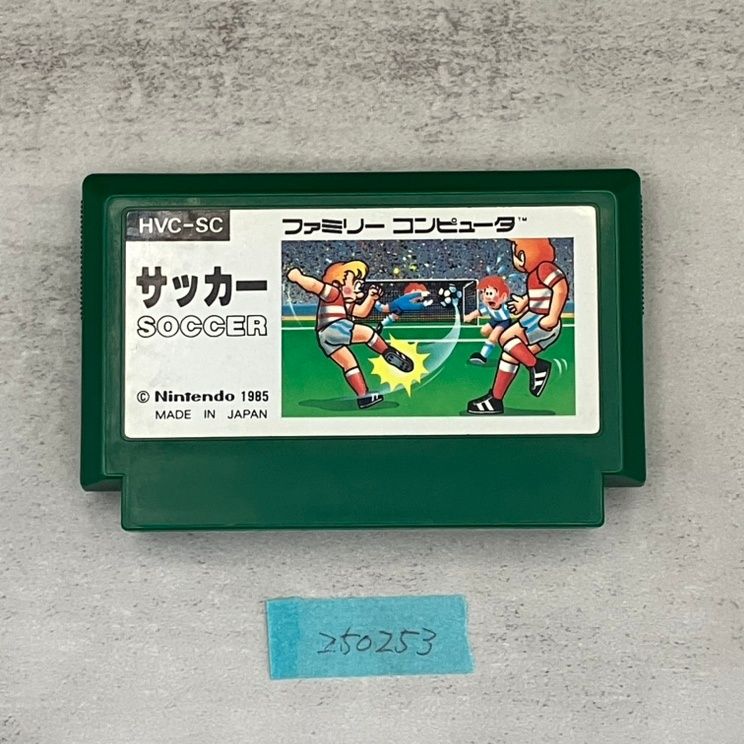 HVC-SC
ファミリー コンピュータ™
サッカー
SOCCER
© Nintendo 1985
MADE IN JAPAN
250253